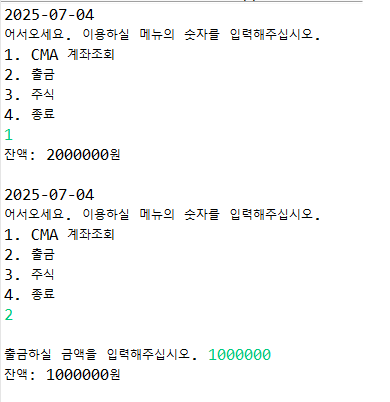 2025-07-04
어서오세요. 이용하실 메뉴의 숫자를 입력해주십시오.
1. CMA 계좌조회
2. 출금
3. 주식
4. 종료
1
잔액: 2000000원
2025-07-04
어서오세요. 이용하실 메뉴의 숫자를 입력해주십시오.
1. CMA 계좌조회
2. 출금
3. 주식
4. 종료
2
출금하실 금액을 입력해주십시오. 1000000
잔액: 1000000원